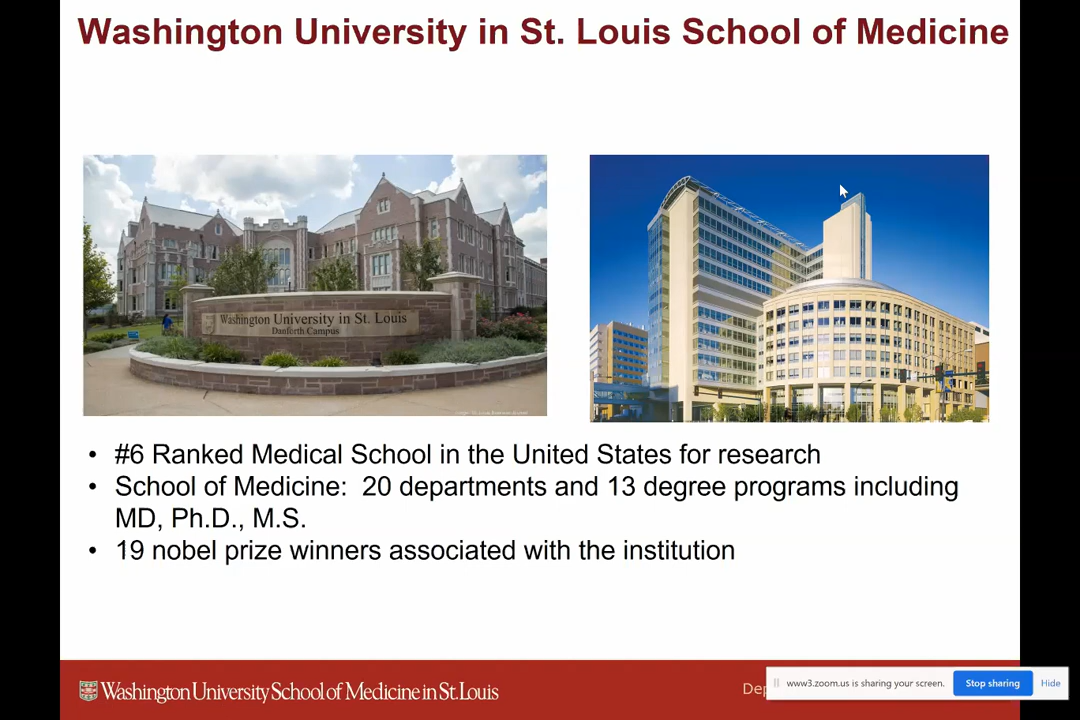 Washington University in St. Louis School of Medicine
Washington University in St. Louis
Danforth Campus
• #6 Ranked Medical School in the United States for research
• School of Medicine:  20 departments and 13 degree programs including
MD, Ph.D., M.S.
• 19 nobel prize winners associated with the institution
Washington University School of Medicine in St. Louis
www3.zoom.us is sharing your screen.
Stop sharing
Hide